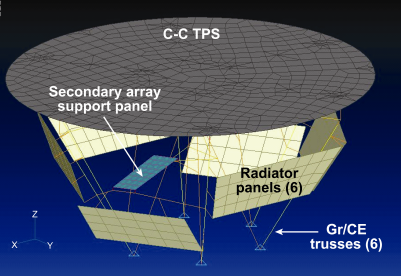 C-C TPS
Secondary array
support panel
Radiator
panels (6)
Gr/CE
trusses (6)
Z
X
Y